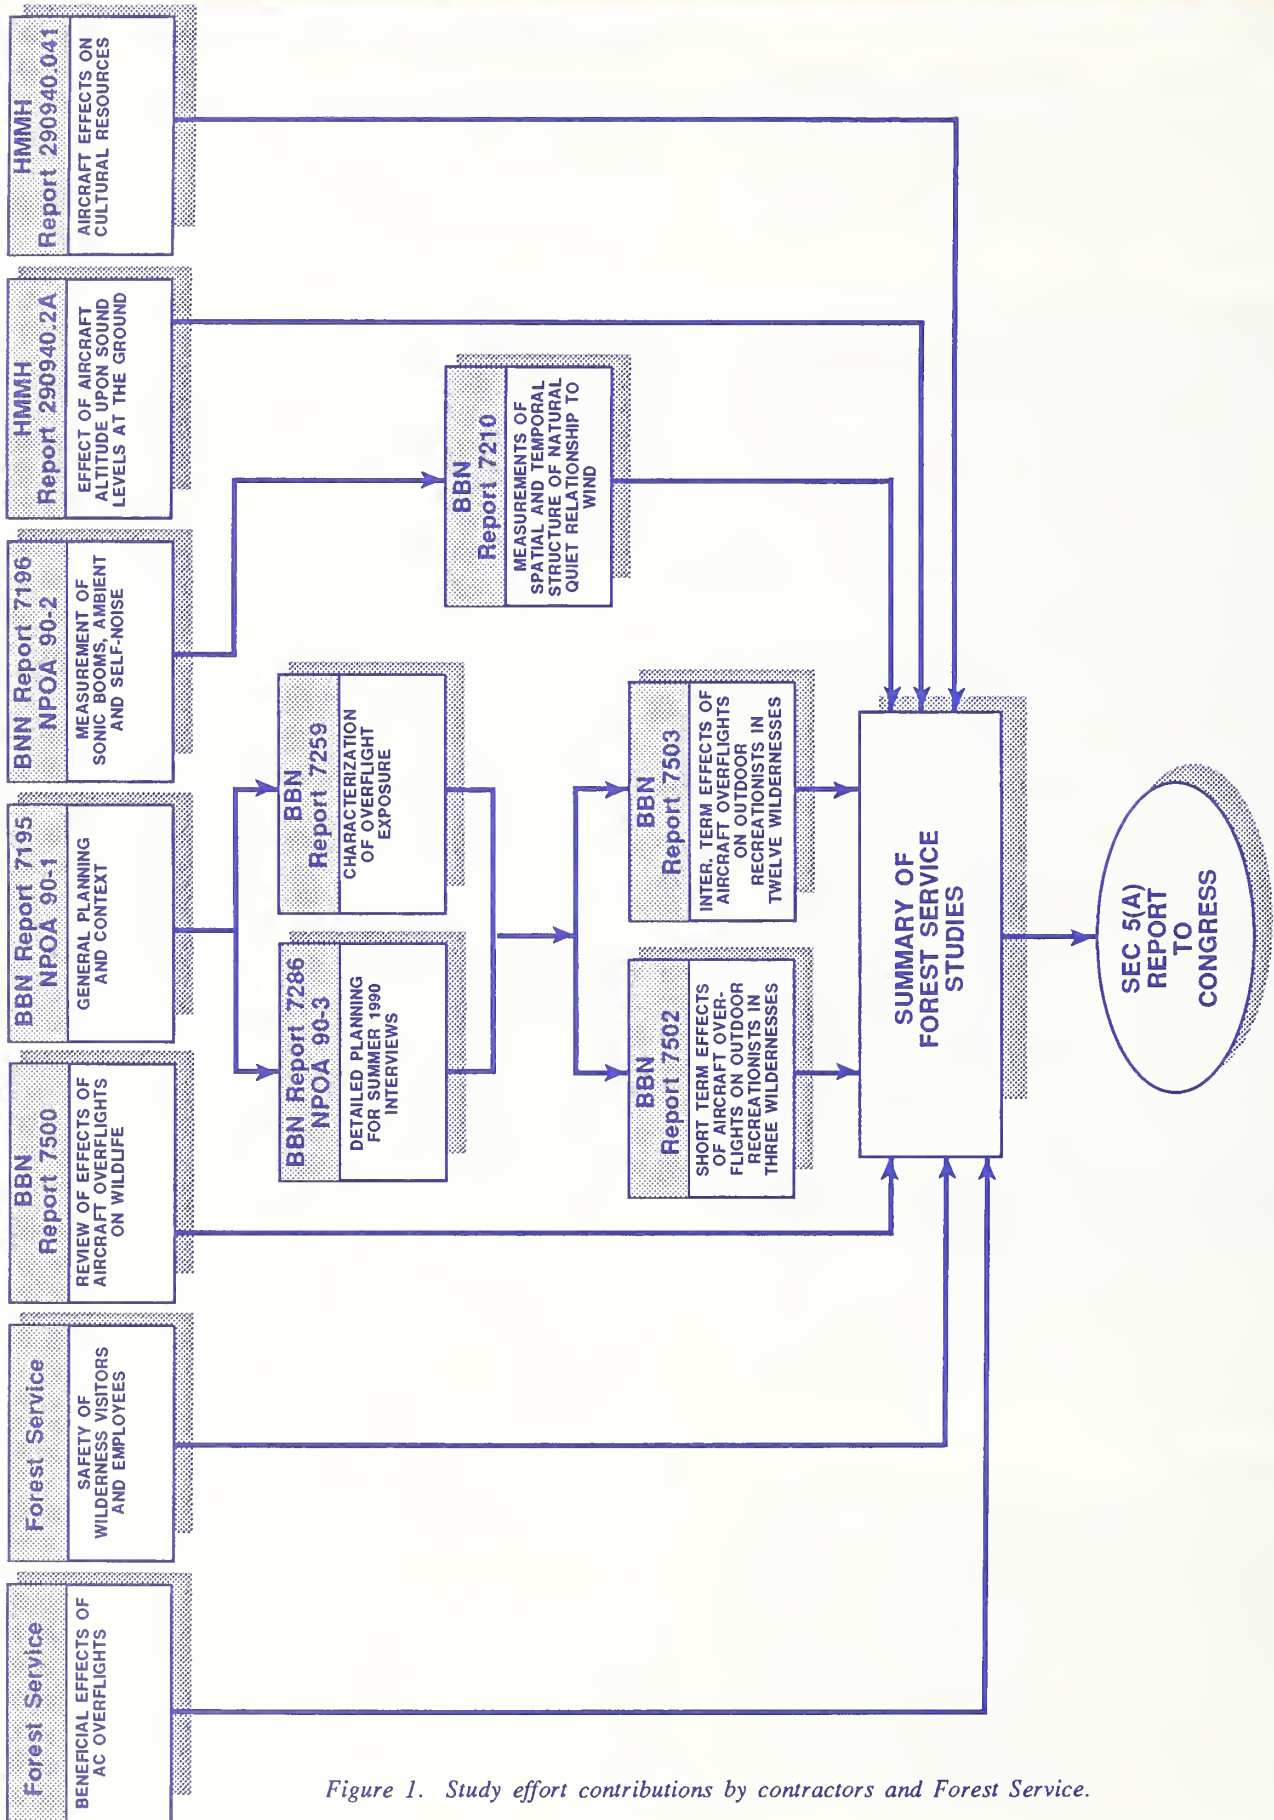 Forest Service
BENEFICIAL EFFECTS OF
AC OVERFLIGHTS
Forest Service
SAFETY OF
WILDERNESS VISITORS
AND EMPLOYEES
BBN
Report 7500
REVIEW OF EFFECTS OF
AIRCRAFT OVERFLIGHTS
ON WILDLIFE
BBN Report 7195
NPOA 90-1
GENERAL PLANNING
AND CONTEXT
BNN Report 7196
NPOA 90-2
MEASUREMENT OF
SONIC BOOMS, AMBIENT
AND SELF-NOISE
HMMH
Report 290940.2A
EFFECT OF AIRCRAFT
ALTITUDE UPON SOUND
LEVELS AT THE GROUND
HMMH
Report 290940.041
AIRCRAFT EFFECTS ON
CULTURAL RESOURCES
BBN Report 7286
NPOA 90-3
DETAILED PLANNING
FOR SUMMER 1990
INTERVIEWS
BBN
Report 7259
CHARACTERIZATION
OF OVERFLIGHT
EXPOSURE
BBN
Report 7210
MEASUREMENTS OF
SPATIAL AND TEMPORAL
STRUCTURE OF NATURAL
QUIET RELATIONSHIP TO
WIND
BBN
Report 7502
SHORT TERM EFFECTS
OF AIRCRAFT OVER-
FLIGHTS ON OUTDOOR
RECREATIONISTS IN
THREE WILDERNESSES
BBN
Report 7503
INTER. TERM EFFECTS OF
AIRCRAFT OVERFLIGHTS
ON OUTDOOR
RECREATIONISTS IN
TWELVE WILDERNESSES
SUMMARY OF
FOREST SERVICE
STUDIES
SEC 5(A)
REPORT
TO
CONGRESS
Figure 1. Study effort contributions by contractors and Forest Service.